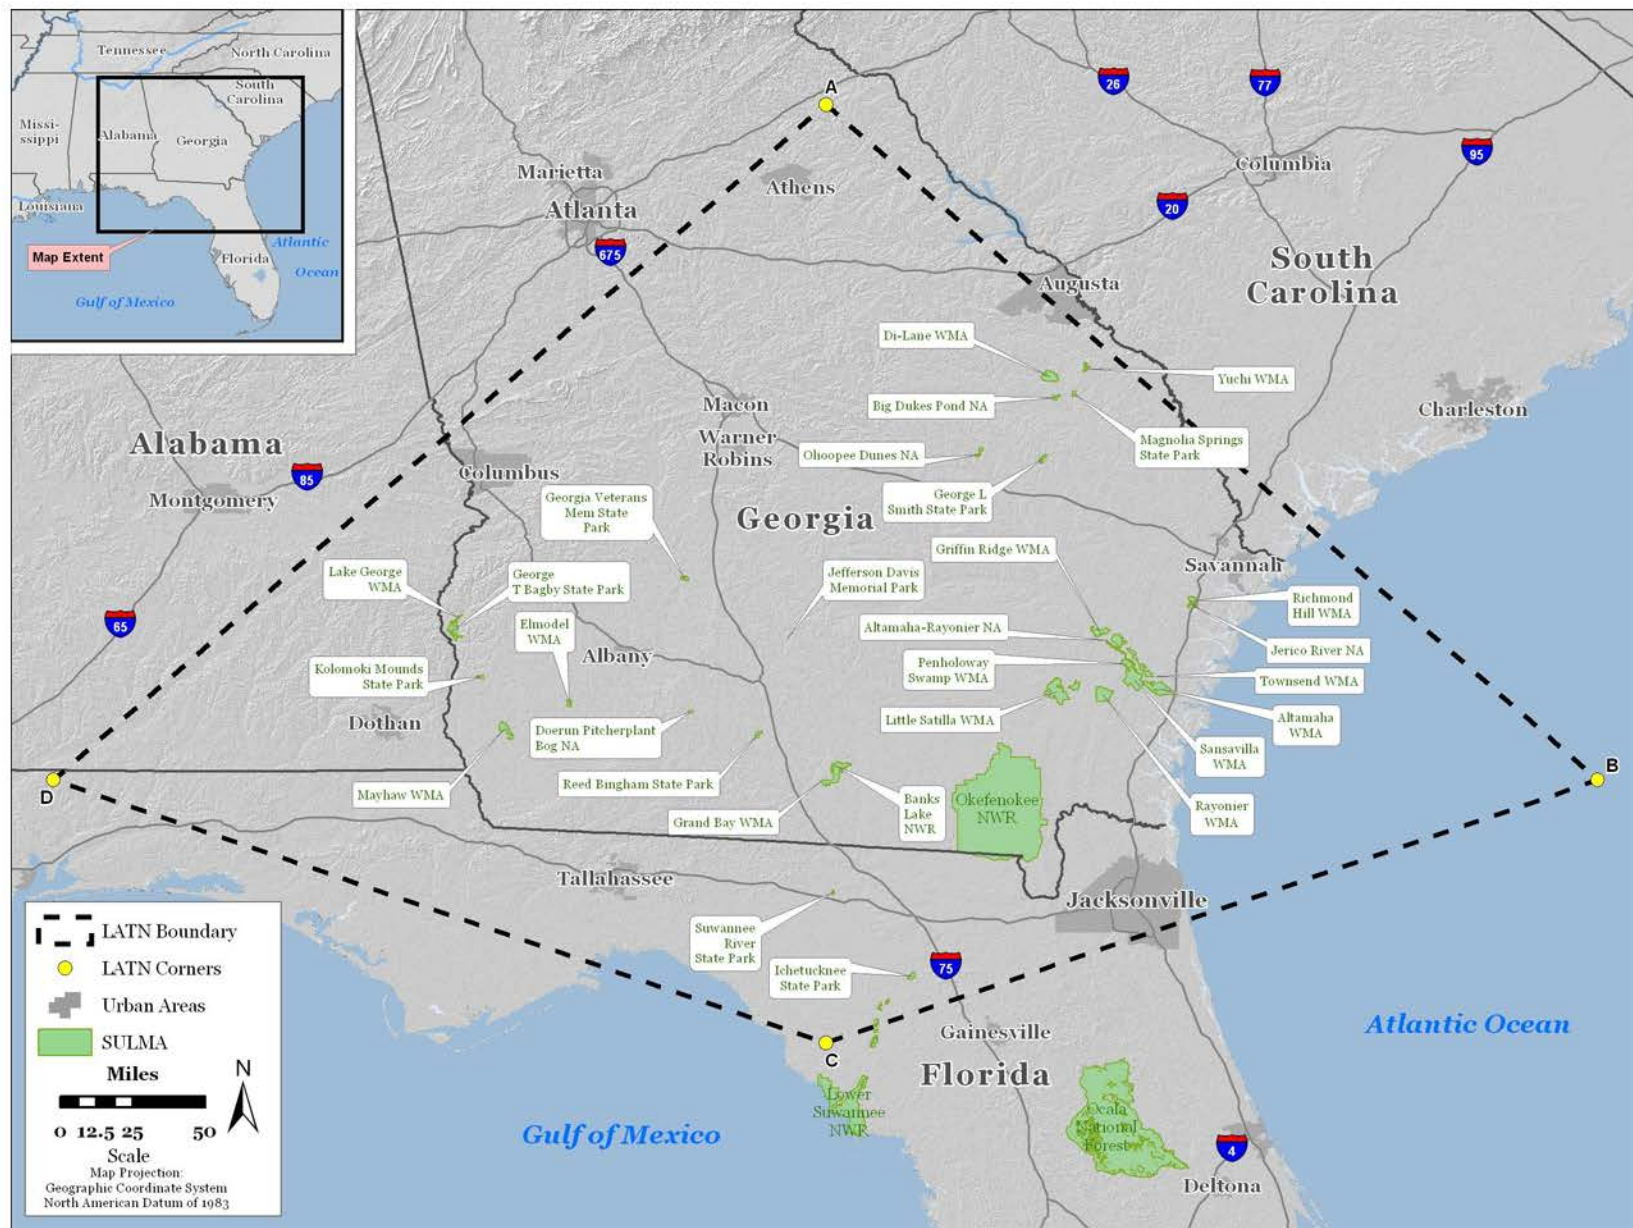 Tennessee
North Carolina
South
Carolina
Missi-
ssippi
Alabama
Georgia
Louisiana
Map Extent
Atlantic
Ocean
Florida
Gulf of Mexico
A
26
77
Marietta
Athens
Columbia
95
Atlanta
20
675
South
Carolina
Augusta
Di-Lane WMA
Yuchi WMA
Big Dukes Pond NA
Macon
Charleston
Alabama
Warner
Robins
Magnolia Springs
State Park
Ohoopee Dunes NA
85
Columbus
Montgomery
Georgia Veterans
Mem State
Park
George L
Smith State Park
Georgia
Griffin Ridge WMA
Savannah
Lake George
WMA
George
T Bagby State Park
Jefferson Davis
Memorial Park
Richmond
Hill WMA
65
Elmodel
WMA
Altamaha-Rayonier NA
Jerico River NA
Albany
Kolomoki Mounds
State Park
Penholoway
Swamp WMA
Townsend WMA
Dothan
Little Satilla WMA
Altamaha
WMA
Doerun Pitcherplant
Bog NA
Sansavilla
WMA
B
D
Reed Bingham State Park
Mayhaw WMA
Grand Bay WMA
Banks
Lake
NWR
Okefenokee
NWR
Rayonier
WMA
Tallahassee
Jacksonville
Suwannee
River
State Park
Ichetucknee
State Park
75
Gainesville
Atlantic Ocean
C
Florida
Lower
Suwannee
NWR
Ocala
National
Forest
Gulf of Mexico
4
Deltona
LATN Boundary
LATN Corners
Urban Areas
SULMA
Miles
N
0 12.5 25 50
Scale
Map Projection:
Geographic Coordinate System
North American Datum of 1983